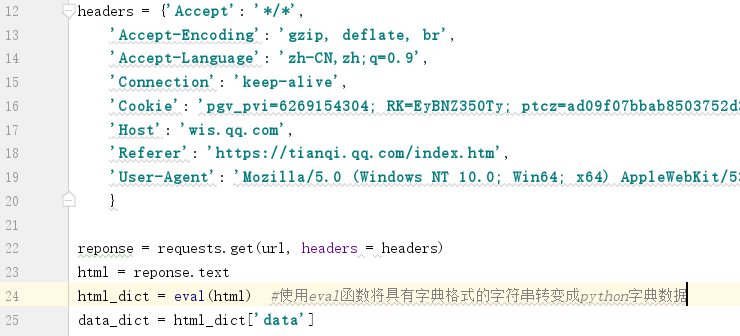 12 headers = {'Accept': '*/*',
13 'Accept-Encoding': 'gzip, deflate, br',
14 'Accept-Language': 'zh-CN,zh;q=0.9',
15 'Connection': 'keep-alive',
16 'Cookie': 'pgv_pvi=6269154304; RK=EyBNZ350Ty; ptcz=ad09f07bbab8503752d
17 'Host': 'wis.qq.com',
18 'Referer': 'https://tianqi.qq.com/index.htm',
19 'User-Agent': 'Mozilla/5.0 (Windows NT 10.0; Win64; x64) AppleWebKit/53
20 }
21
22 reponse = requests.get(url, headers = headers)
23 html = reponse.text
24 html_dict = eval(html) #使用eval函数将具有字典格式的字符串转变成python字典数据
25 data_dict = html_dict['data']